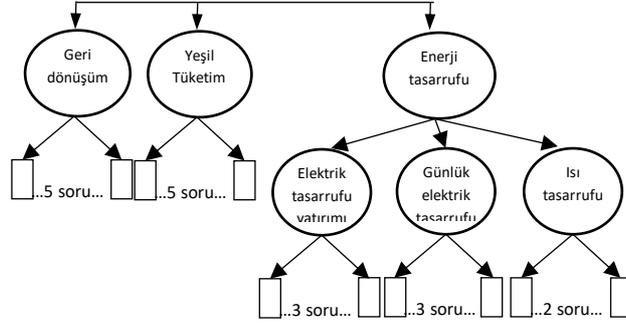 Geri
dönüşüm
Yeşil
Tüketim
Enerji
tasarrufu
...5 soru...
...5 soru...
Elektrik
tasarrufu
yatırımı
Günlük
elektrik
tasarrufu
Isı
tasarrufu
...3 soru...
...3 soru...
...2 soru...